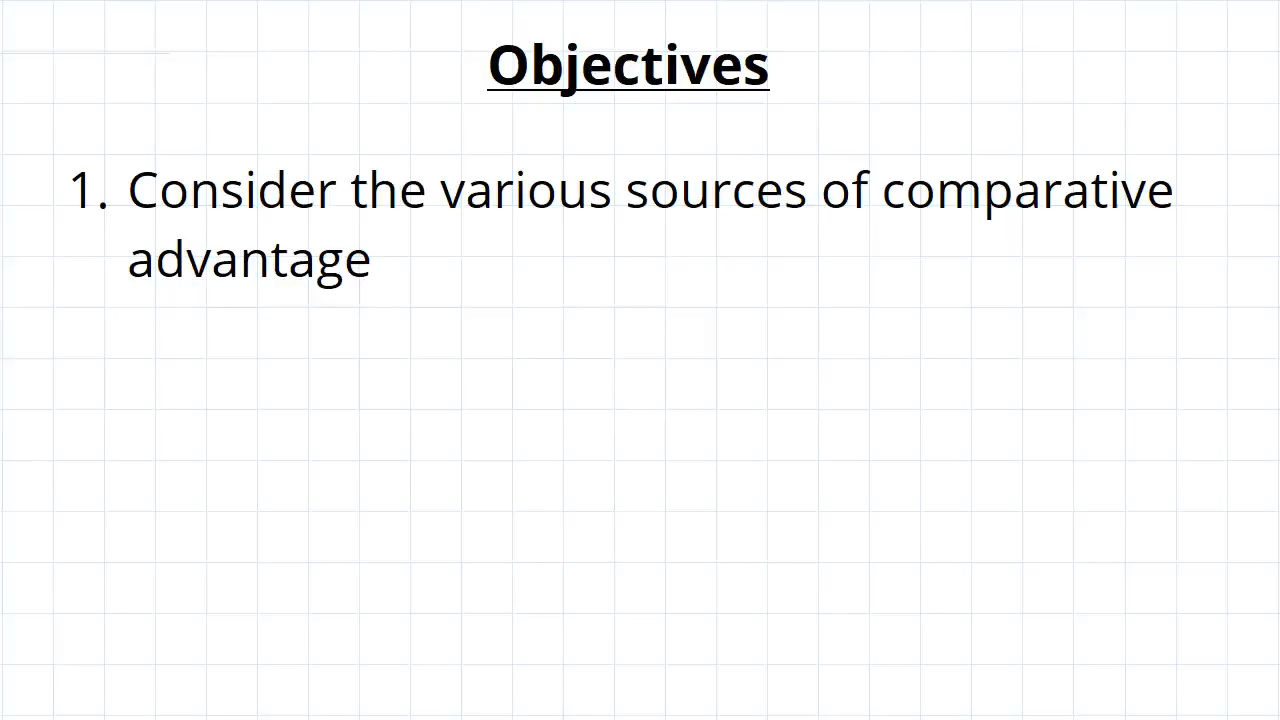 Objectives
1. Consider the various sources of comparative
advantage